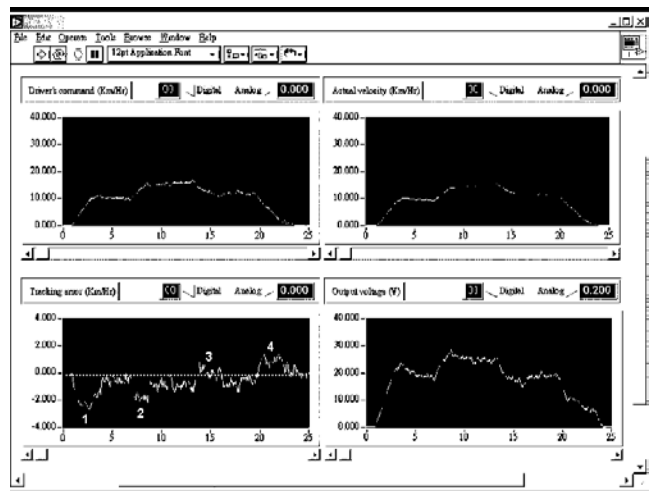 File Edit Operate Tools Browse Window Help
12pt Application Font
Driver's command (Km/Hr) Digital Analog 0.000
40.000
30.000
20.000
10.000
0.000
0 5 10 15 20 25
Actual velocity (Km/Hr) Digital Analog 0.000
40.000
30.000
20.000
10.000
0.000
0 5 10 15 20 25
Tracking error (Km/Hr) Digital Analog 0.000
4.000
2.000
0.000
-2.000
-4.000
1
2
3
4
0 5 10 15 20 25
Output voltage (V) Digital Analog 0.200
40.000
30.000
20.000
10.000
0.000
0 5 10 15 20 25